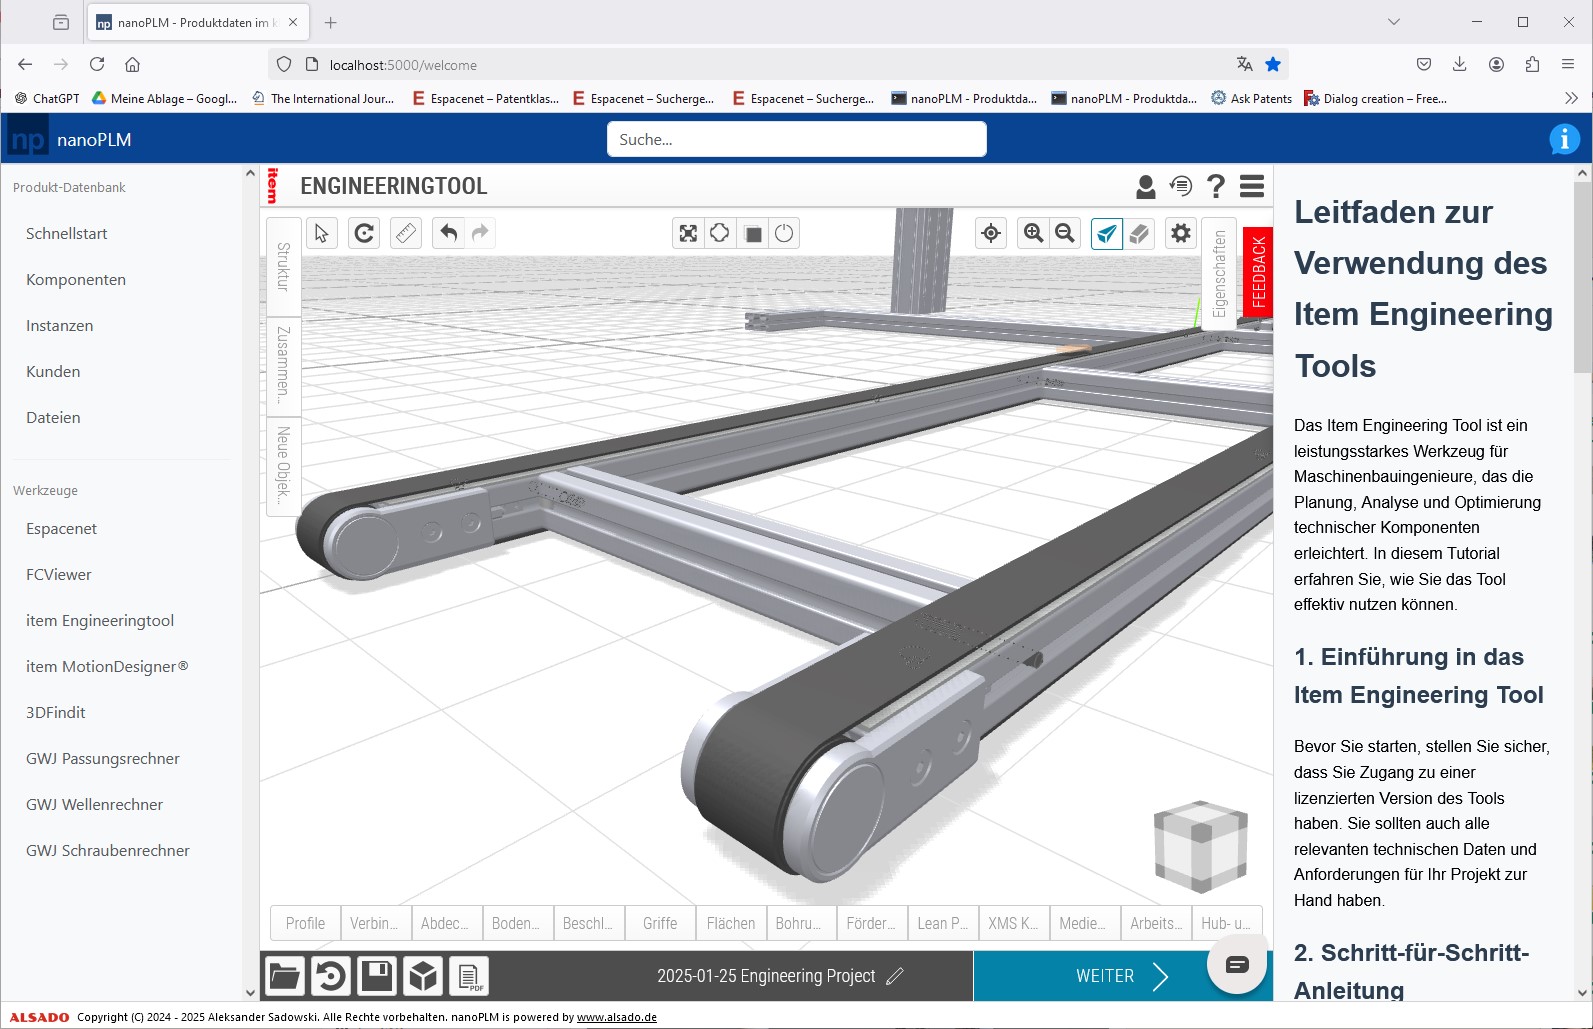 nanoPLM - Produktdaten im k
localhost:5000/welcome
ChatGPT
Meine Ablage – Googl...
The International Jour...
Espacenet – Patentklas...
Espacenet – Sucherge...
Espacenet – Sucherge...
nanoPLM - Produktda...
nanoPLM - Produktda...
Ask Patents
Dialog creation – Free...
np
nanoPLM
Suche...
Produkt-Datenbank
Schnellstart
Komponenten
Instanzen
Kunden
Dateien
Werkzeuge
Espacenet
FCViewer
item Engineeringtool
item MotionDesigner®
3DFindit
GWJ Passungsrechner
GWJ Wellenrechner
GWJ Schraubenrechner
item
ENGINEERINGTOOL
Struktur
Zusammen...
Neue Objek...
Eigenschaften
FEEDBACK
Profile
Verbin...
Abdec...
Boden...
Beschl...
Griffe
Flächen
Bohru...
Förder...
Lean P...
XMS K...
Medie...
Arbeits...
Hub- u...
PDF
2025-01-25 Engineering Project
WEITER
Leitfaden zur
Verwendung des
Item Engineering
Tools
Das Item Engineering Tool ist ein
leistungsstarkes Werkzeug für
Maschinenbauingenieure, das die
Planung, Analyse und Optimierung
technischer Komponenten
erleichtert. In diesem Tutorial
erfahren Sie, wie Sie das Tool
effektiv nutzen können.
1. Einführung in das
Item Engineering Tool
Bevor Sie starten, stellen Sie sicher,
dass Sie Zugang zu einer
lizenzierten Version des Tools
haben. Sie sollten auch alle
relevanten technischen Daten und
Anforderungen für Ihr Projekt zur
Hand haben.
2. Schritt-für-Schritt-
Anleitung
ALSADO Copyright (C) 2024 - 2025 Aleksander Sadowski. Alle Rechte vorbehalten. nanoPLM is powered by www.alsado.de